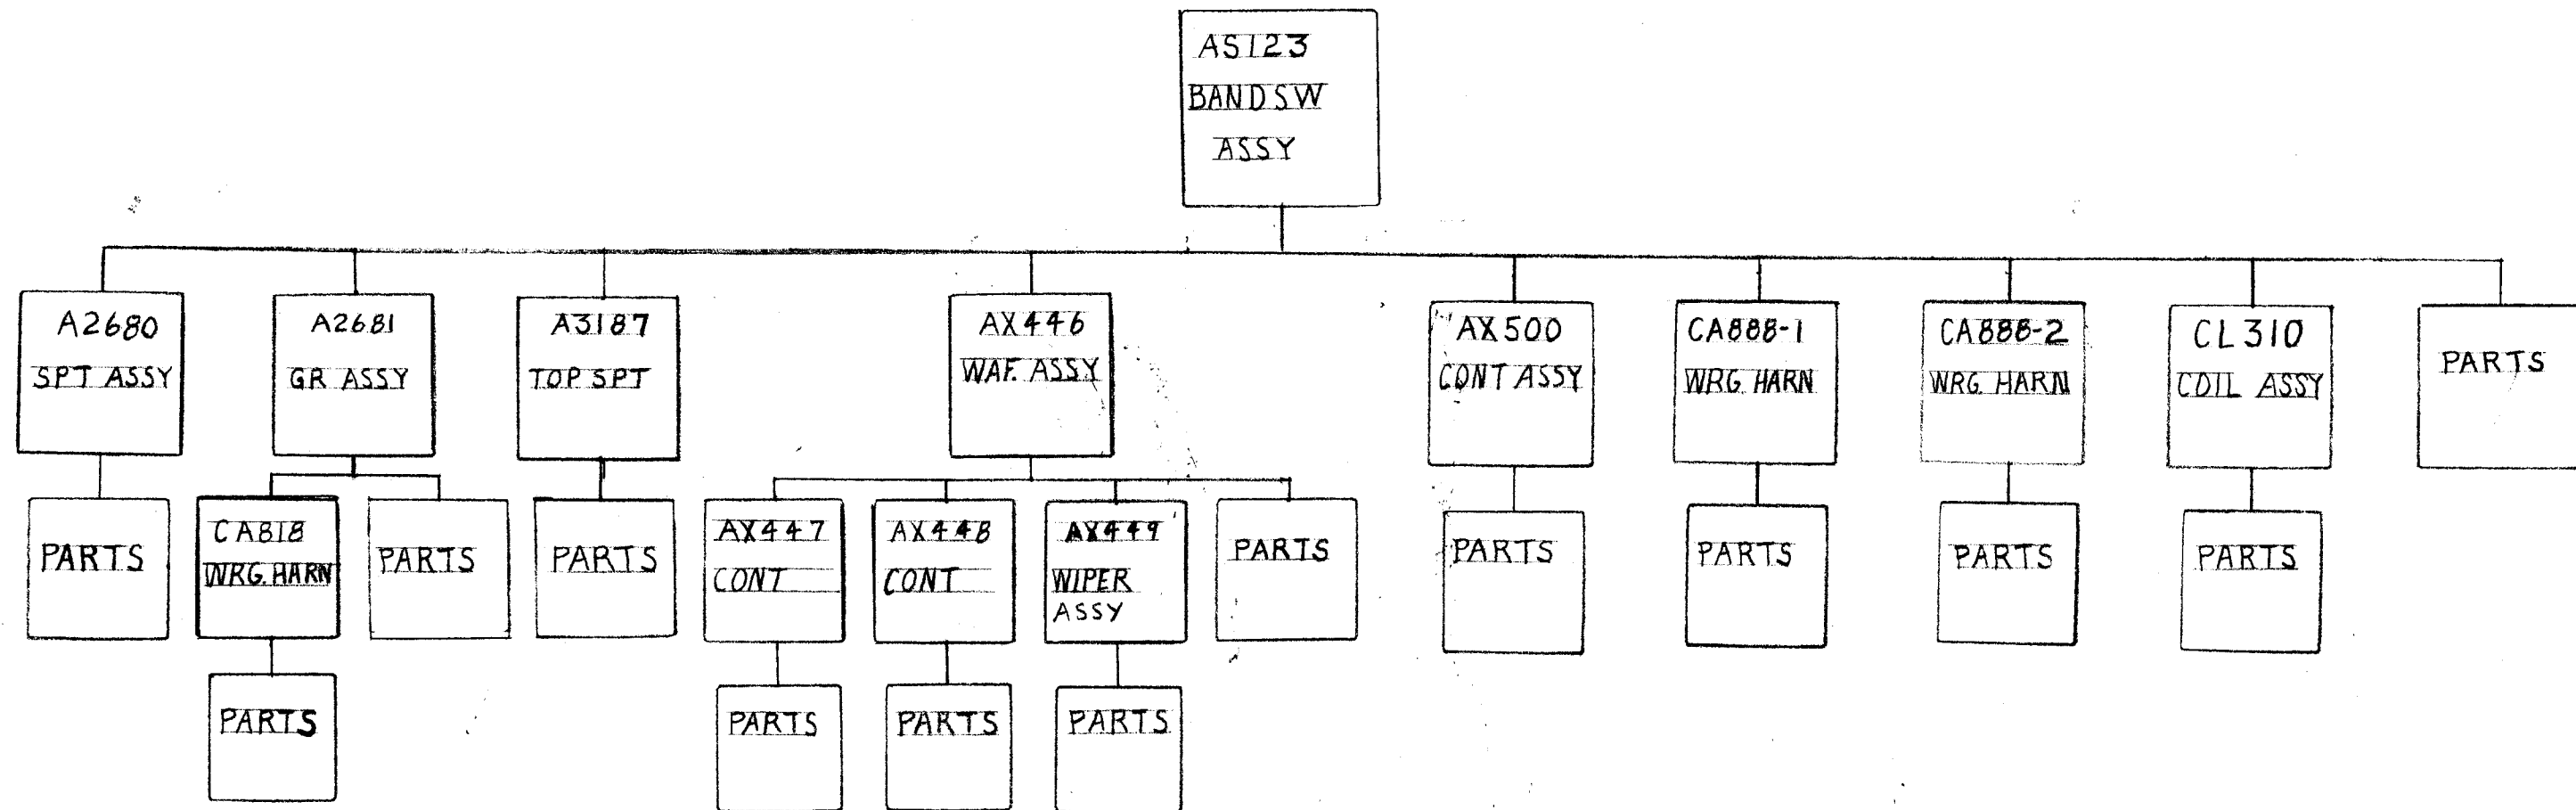 AS123
BANDSW
ASSY
A2680
SPT ASSY
A2681
GR ASSY
A3187
TOP SPT
AX446
WAF. ASSY
AX500
CONT ASSY
CA888-1
WRG. HARN
CA888-2
WRG. HARN
CL310
COIL ASSY
PARTS
PARTS
CA818
WRG. HARN
PARTS
PARTS
AX447
CONT
AX448
CONT
AX449
WIPER
ASSY
PARTS
PARTS
PARTS
PARTS
PARTS
PARTS
PARTS
PARTS
PARTS